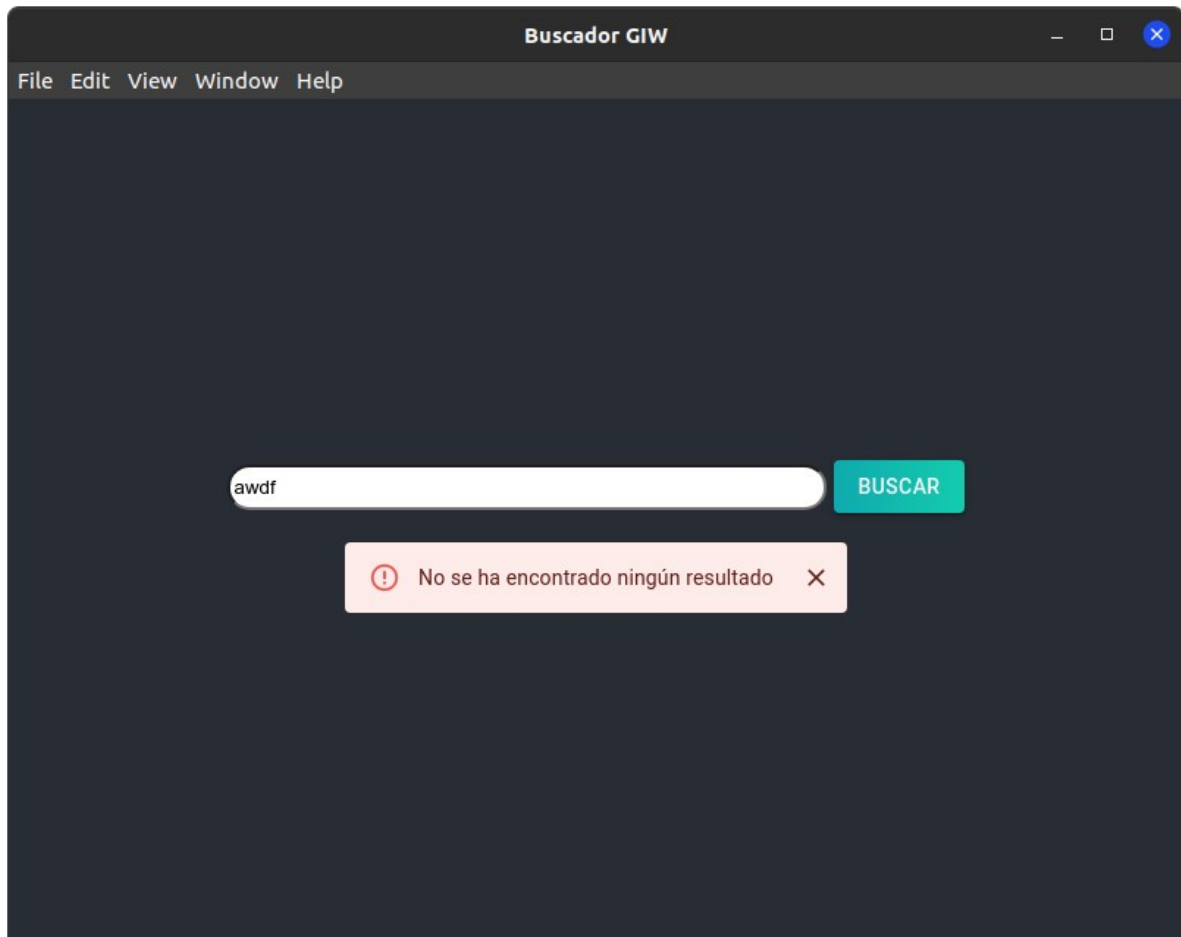 Buscador GIW
File Edit View Window Help
awdf BUSCAR
No se ha encontrado ningún resultado